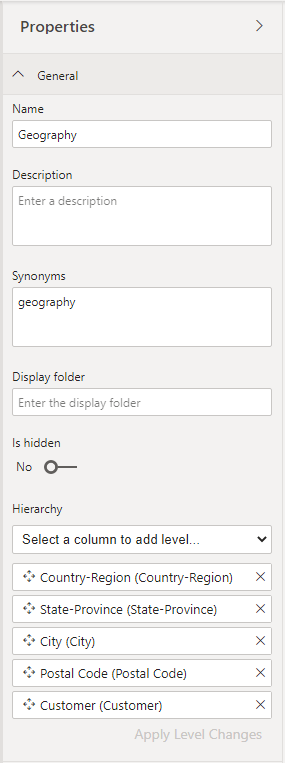 Properties
General
Name
Geography
Description
Enter a description
Synonyms
geography
Display folder
Enter the display folder
Is hidden
No
Hierarchy
Select a column to add level...
Country-Region (Country-Region)
State-Province (State-Province)
City (City)
Postal Code (Postal Code)
Customer (Customer)
Apply Level Changes